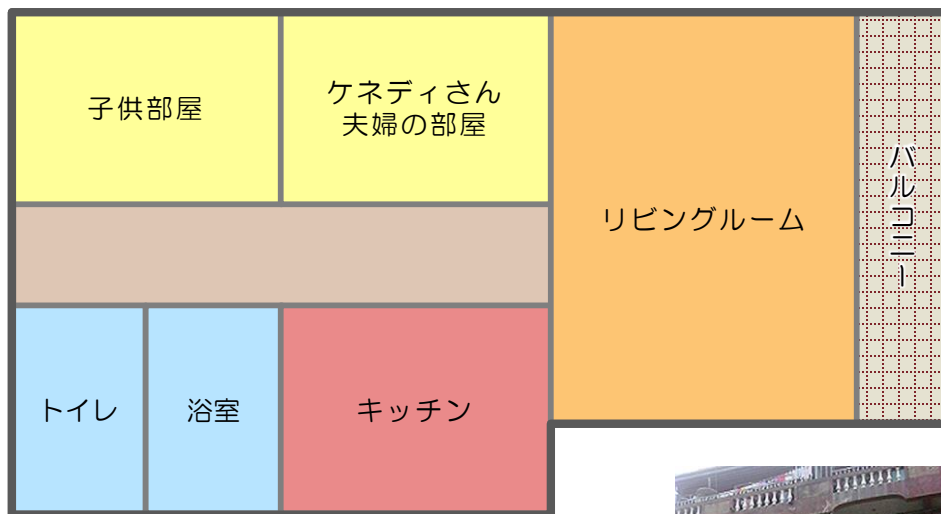 子供部屋
ケネディさん
夫婦の部屋
リビングルーム
バルコニー
トイレ
浴室
キッチン